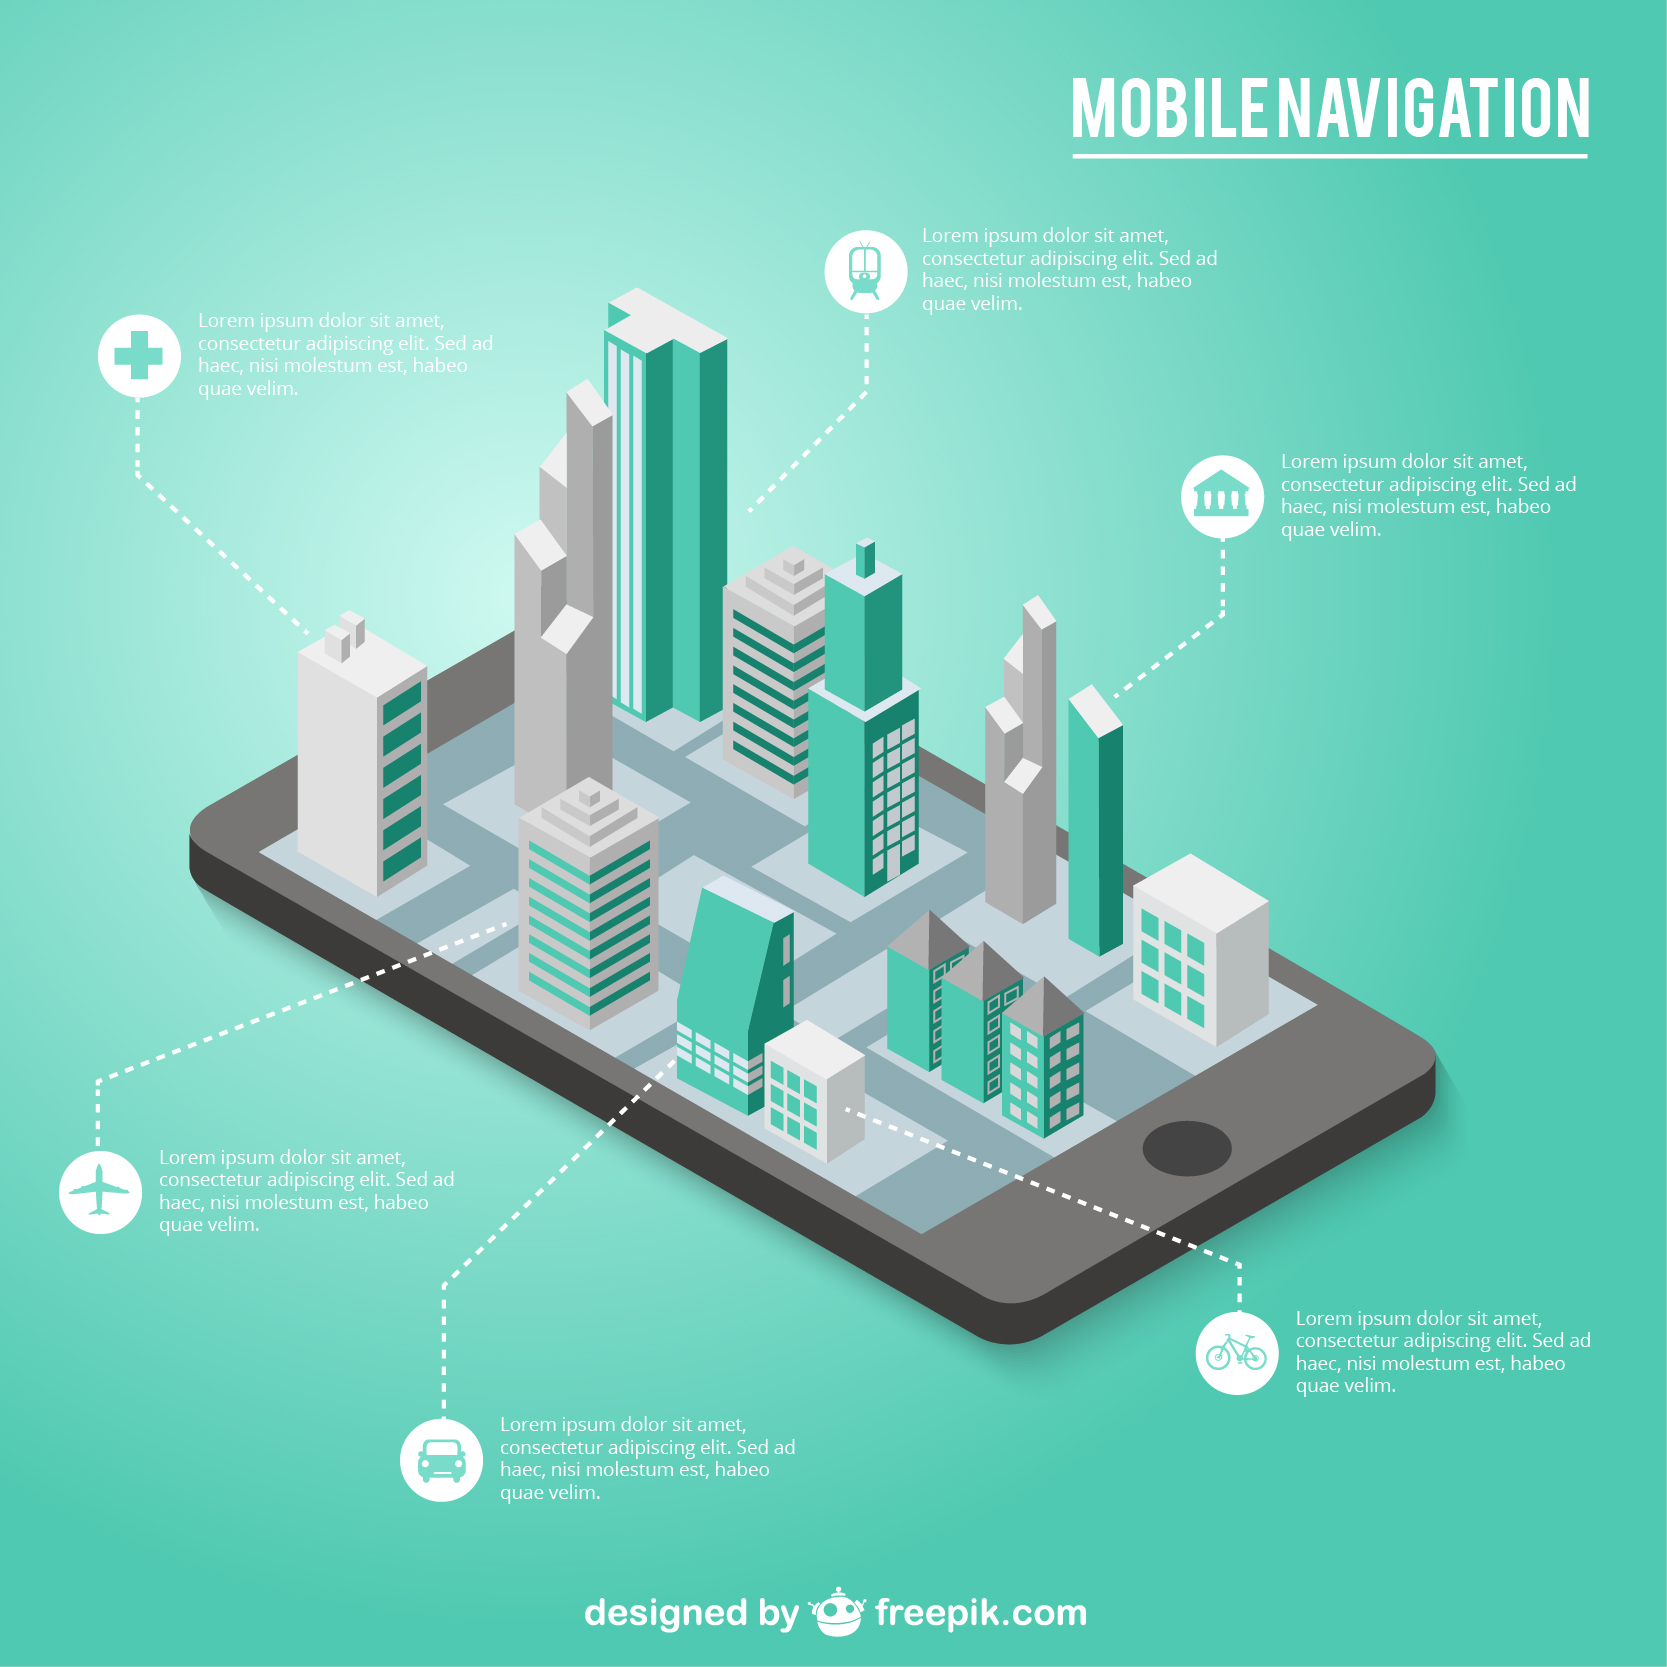 MOBILE NAVIGATION
Lorem ipsum dolor sit amet,
consectetur adipiscing elit. Sed ad
haec, nisi molestum est, habeo
quae velim.
Lorem ipsum dolor sit amet,
consectetur adipiscing elit. Sed ad
haec, nisi molestum est, habeo
quae velim.
Lorem ipsum dolor sit amet,
consectetur adipiscing elit. Sed ad
haec, nisi molestum est, habeo
quae velim.
Lorem ipsum dolor sit amet,
consectetur adipiscing elit. Sed ad
haec, nisi molestum est, habeo
quae velim.
Lorem ipsum dolor sit amet,
consectetur adipiscing elit. Sed ad
haec, nisi molestum est, habeo
quae velim.
Lorem ipsum dolor sit amet,
consectetur adipiscing elit. Sed ad
haec, nisi molestum est, habeo
quae velim.
designed by freepik.com